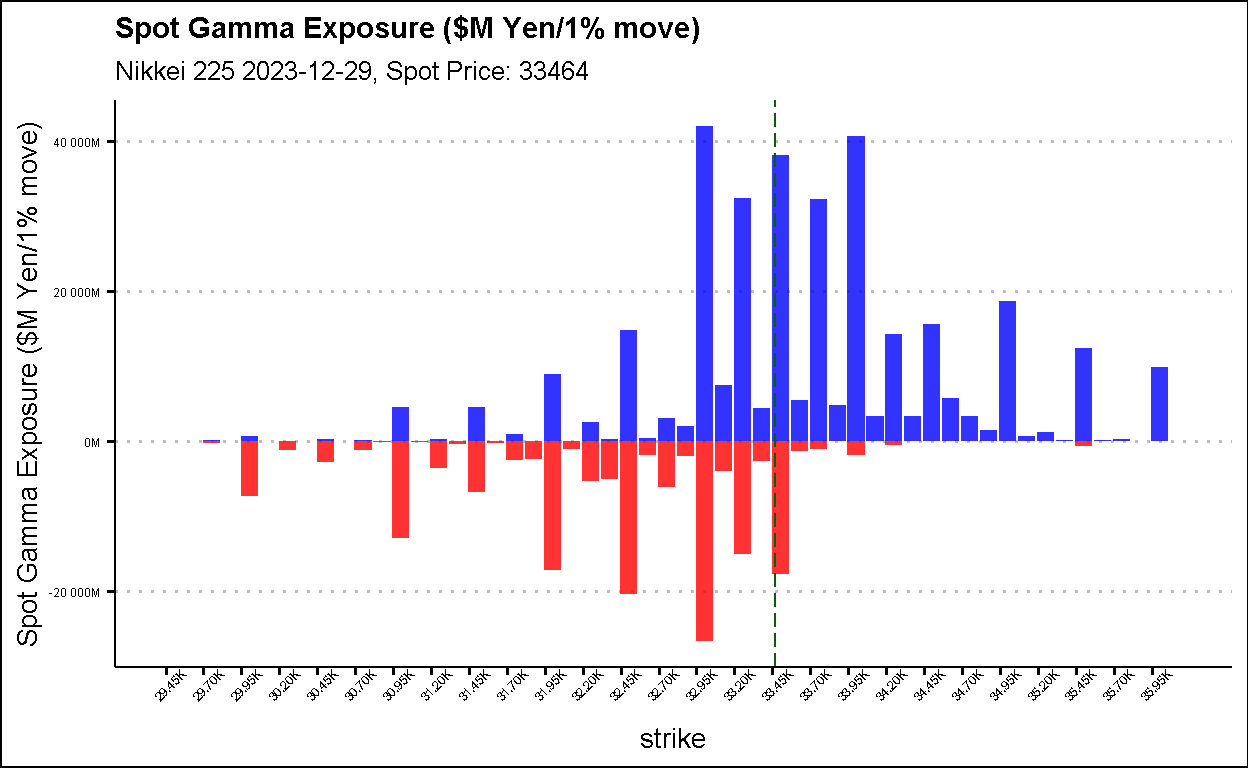 Spot Gamma Exposure ($M Yen/1% move)
Nikkei 225 2023-12-29, Spot Price: 33464
Spot Gamma Exposure ($M Yen/1% move)
40 000M
20 000M
0M
-20 000M
29.45K
29.70K
29.95K
30.20K
30.45K
30.70K
30.95K
31.20K
31.45K
31.70K
31.95K
32.20K
32.45K
32.70K
32.95K
33.20K
33.45K
33.70K
33.95K
34.20K
34.45K
34.70K
34.95K
35.20K
35.45K
35.70K
35.95K
strike